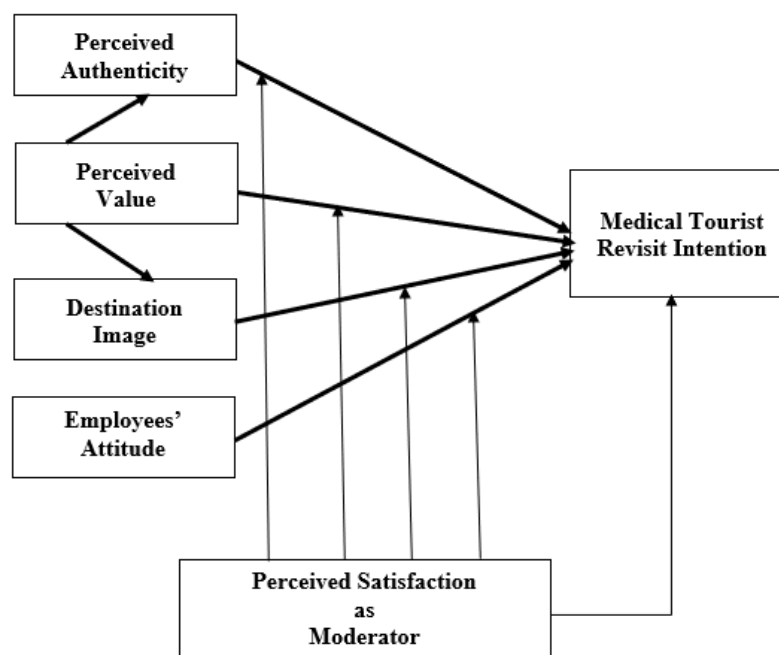 Perceived
Authenticity
Perceived
Value
Destination
Image
Employees’
Attitude
Medical Tourist
Revisit Intention
Perceived Satisfaction
as
Moderator